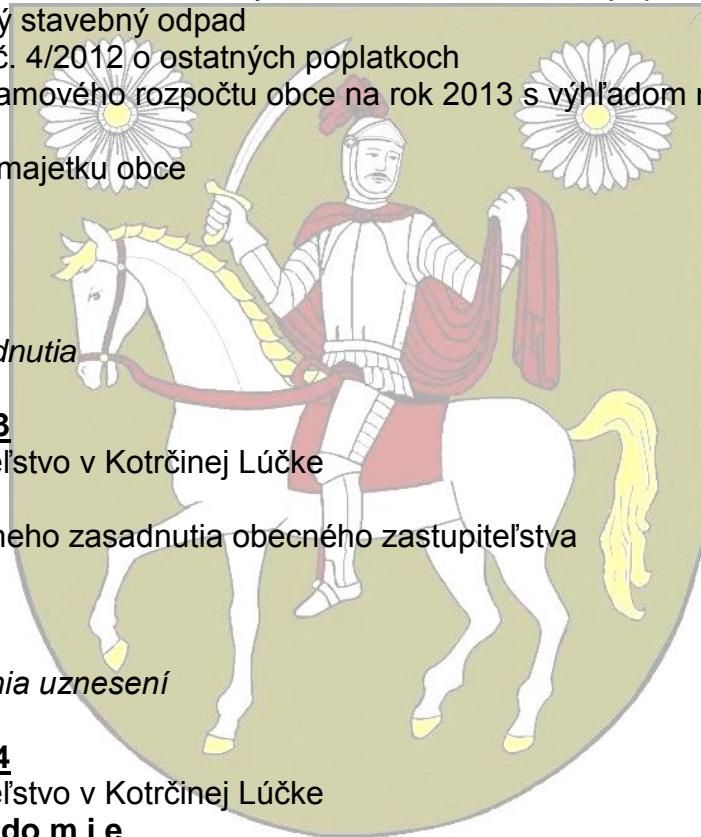 ý stavebný odpad
č. 4/2012 o ostatných poplatkoch
amového rozpočtu obce na rok 2013 s výhľadom
majetku obce
dnutia
3
eľstvo v Kotrčinej Lúčke
neho zasadnutia obecného zastupiteľstva
nia uznesení
4
eľstvo v Kotrčinej Lúčke
do m i e